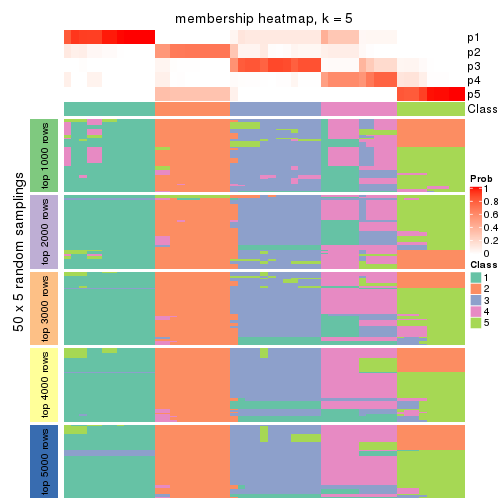 membership heatmap, k = 5
p1
p2
p3
p4
p5
Class
50 x 5 random samplings
top 1000 rows
top 2000 rows
top 3000 rows
top 4000 rows
top 5000 rows
Prob
1
0.8
0.6
0.4
0.2
0
Class
1
2
3
4
5